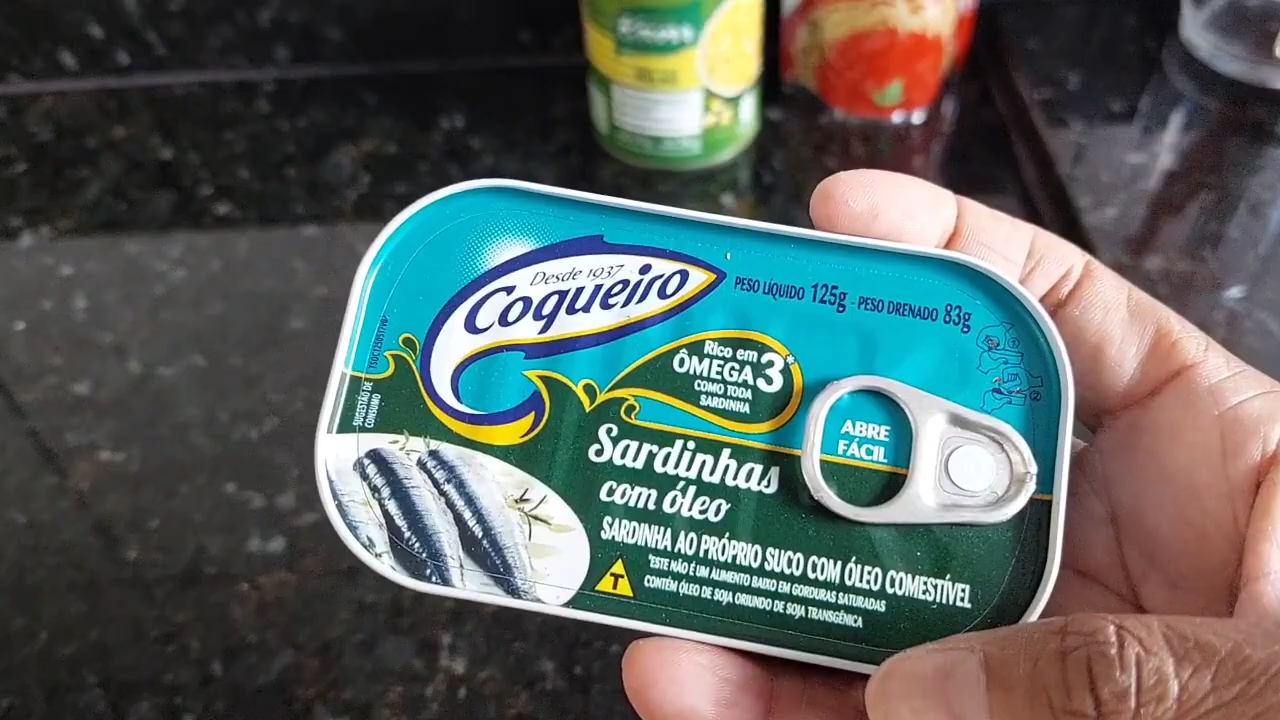 Knorr
Desde 1937
Coqueiro
PESO LÍQUIDO 125g - PESO DRENADO 83g
Rico em
ÔMEGA 3*
COMO TODA
SARDINHA
ABRE
FÁCIL
SUGESTÃO DE
CONSUMO
Sardinhas
com óleo
SARDINHA AO PRÓPRIO SUCO COM ÓLEO COMESTÍVEL
*ESTE NÃO É UM ALIMENTO BAIXO EM GORDURAS SATURADAS
T
CONTÉM ÓLEO DE SOJA ORIUNDO DE SOJA TRANSGÊNICA